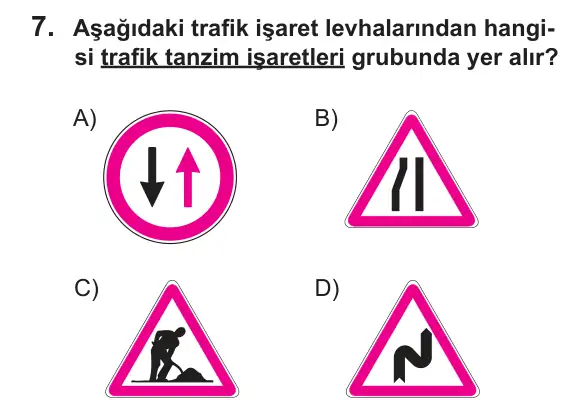 7. Aşağıdaki trafik işaret levhalarından hangi-
si trafik tanzim işaretleri grubunda yer alır?
A)
B)
C)
D)